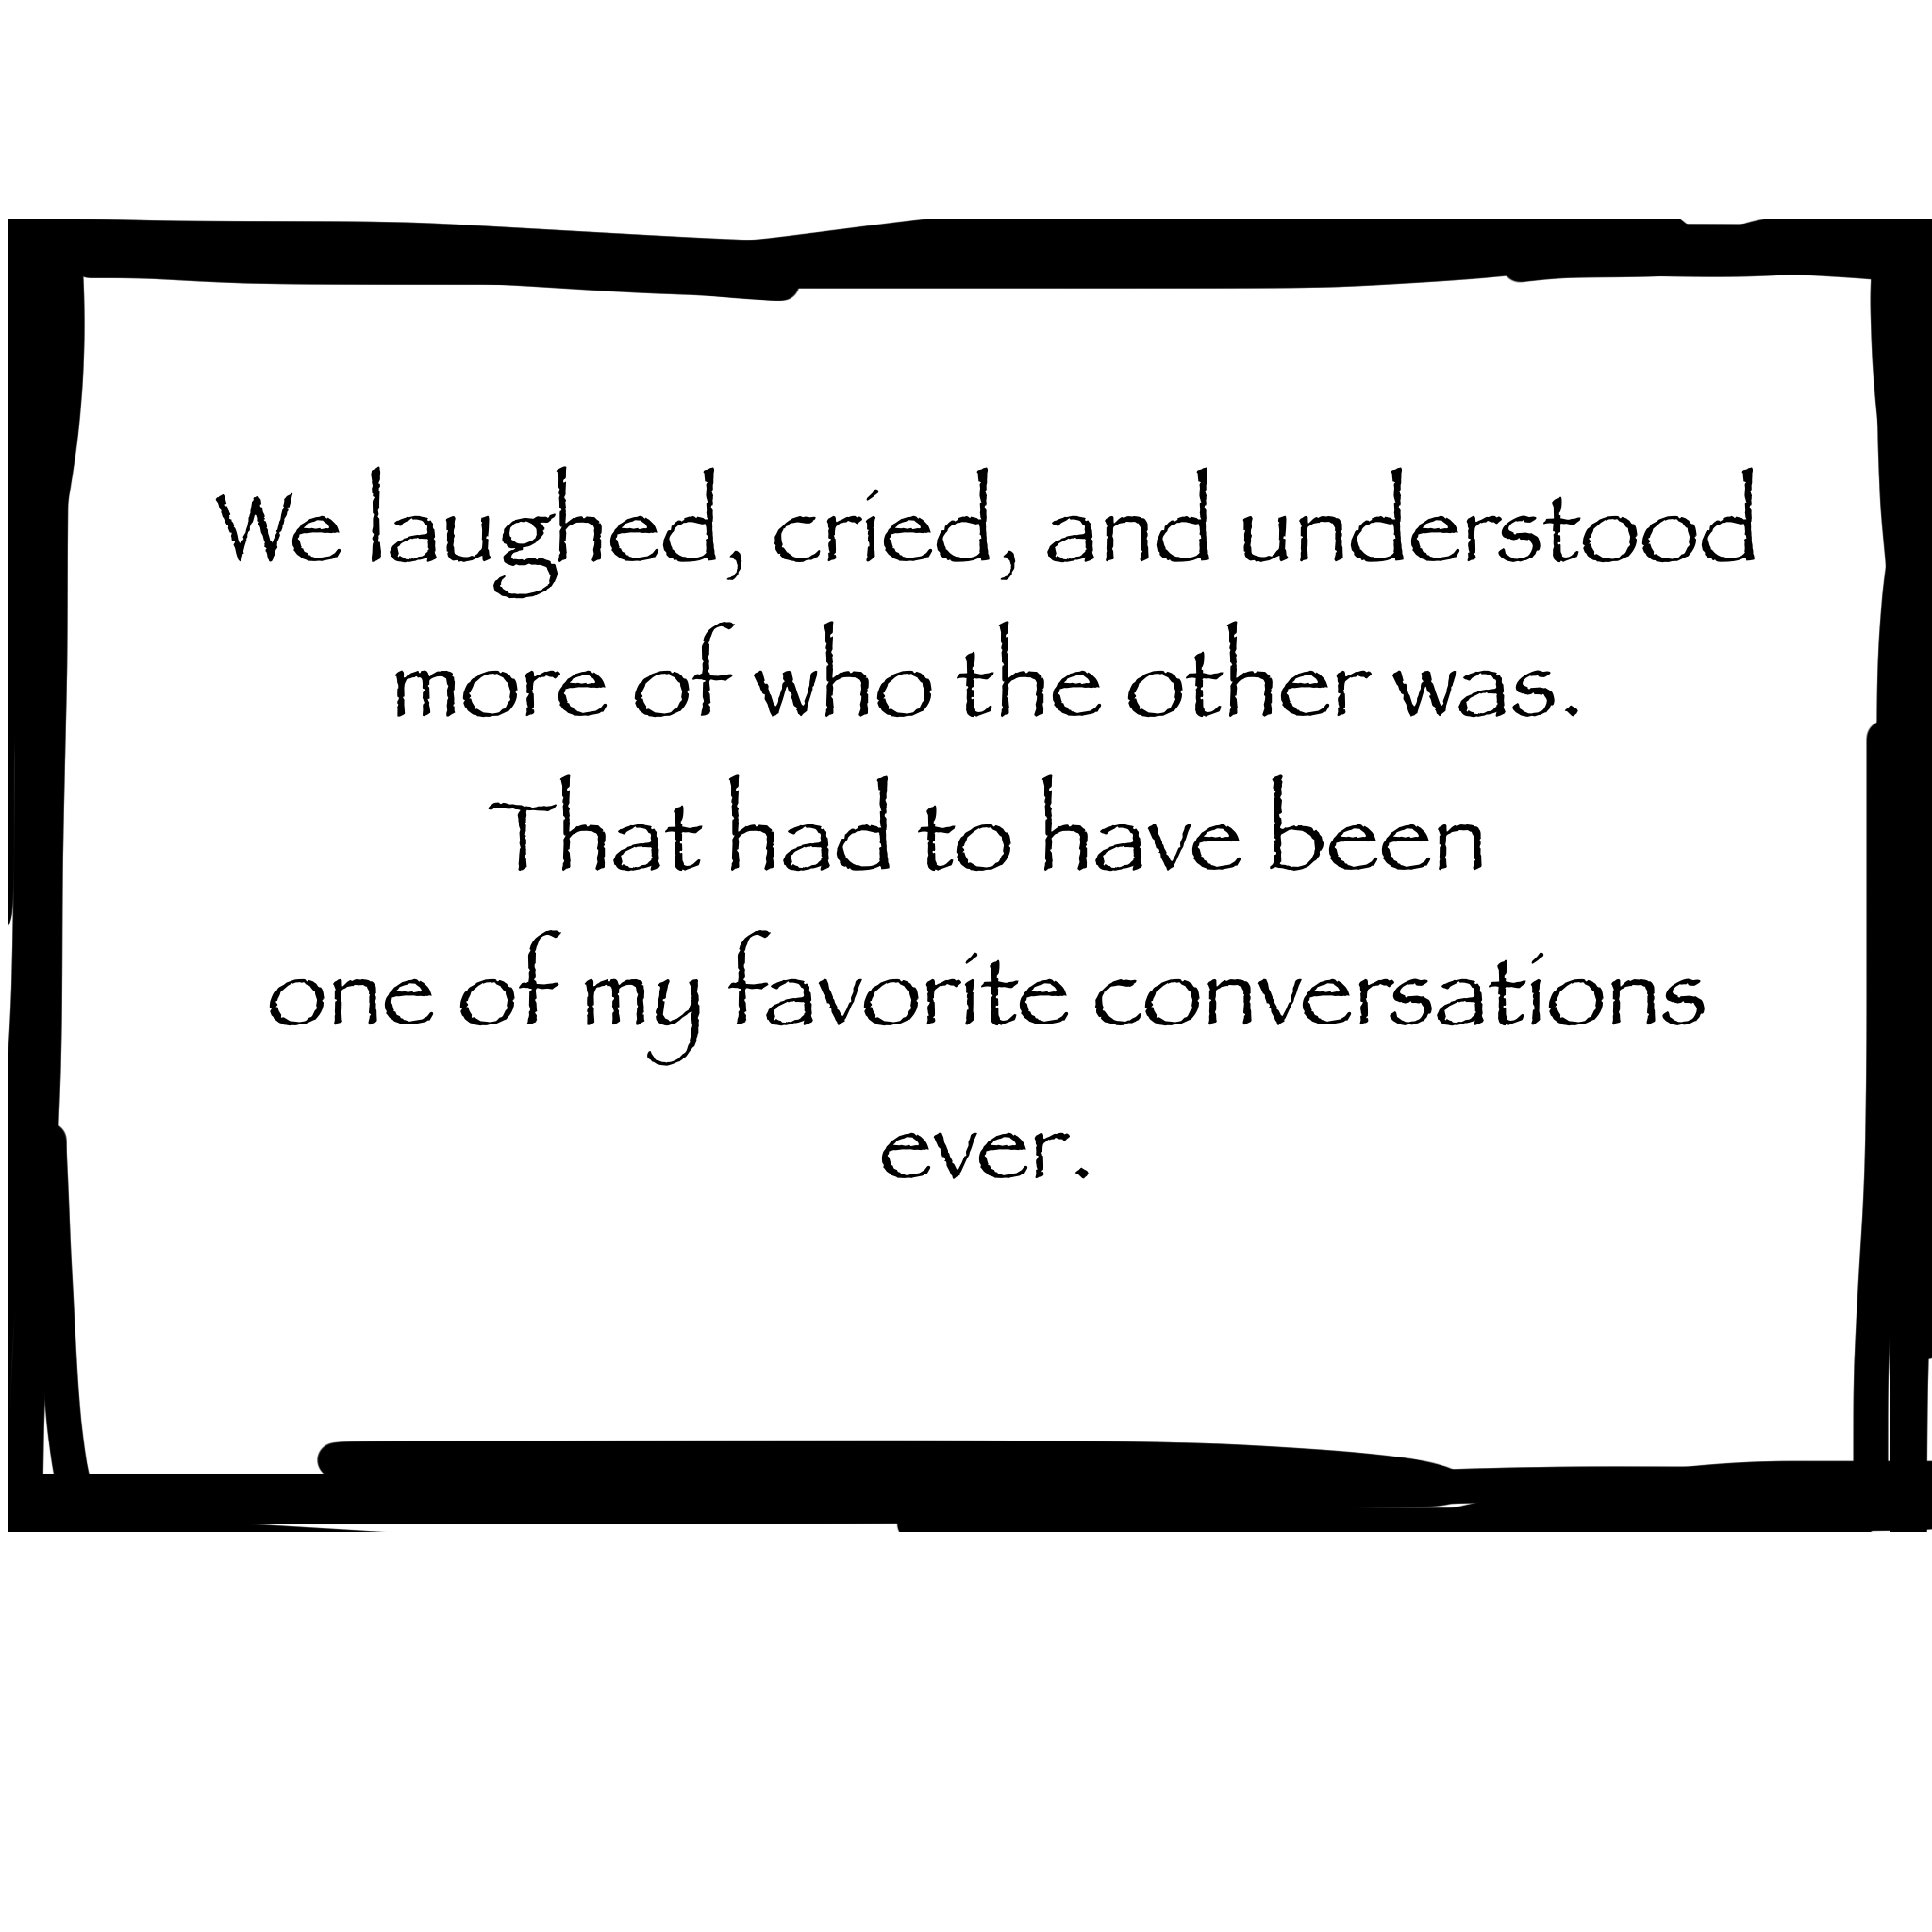 We laughed, cried, and understood
more of who the other was.
That had to have been
one of my favorite conversations
ever.